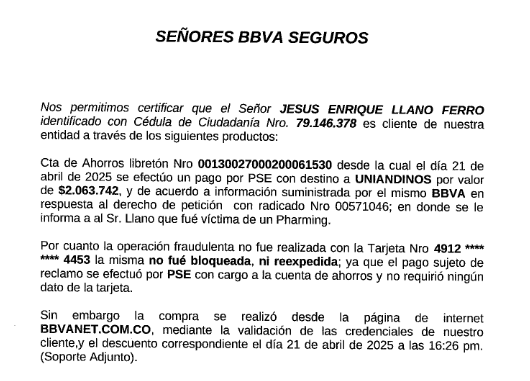 SEÑORES BBVA SEGUROS
Nos permitimos certificar que el Señor JESUS ENRIQUE LLANO FERRO
identificado con Cédula de Ciudadanía Nro. 79.146.378 es cliente de nuestra
entidad a través de los siguientes productos:
Cta de Ahorros libretón Nro 00130027000200061530 desde la cual el día 21 de
abril de 2025 se efectúo un pago por PSE con destino a UNIANDINOS por valor
de $2.063.742, y de acuerdo a información suministrada por el mismo BBVA en
respuesta al derecho de petición con radicado Nro 00571046; en donde se le
informa a al Sr. Llano que fué víctima de un Pharming.
Por cuanto la operación fraudulenta no fue realizada con la Tarjeta Nro 4912 ****
**** 4453 la misma no fué bloqueada, ni reexpedida; ya que el pago sujeto de
reclamo se efectuó por PSE con cargo a la cuenta de ahorros y no requirió ningún
dato de la tarjeta.
Sin embargo la compra se realizó desde la página de internet
BBVANET.COM.CO, mediante la validación de las credenciales de nuestro
cliente,y el descuento correspondiente el día 21 de abril de 2025 a las 16:26 pm.
(Soporte Adjunto).